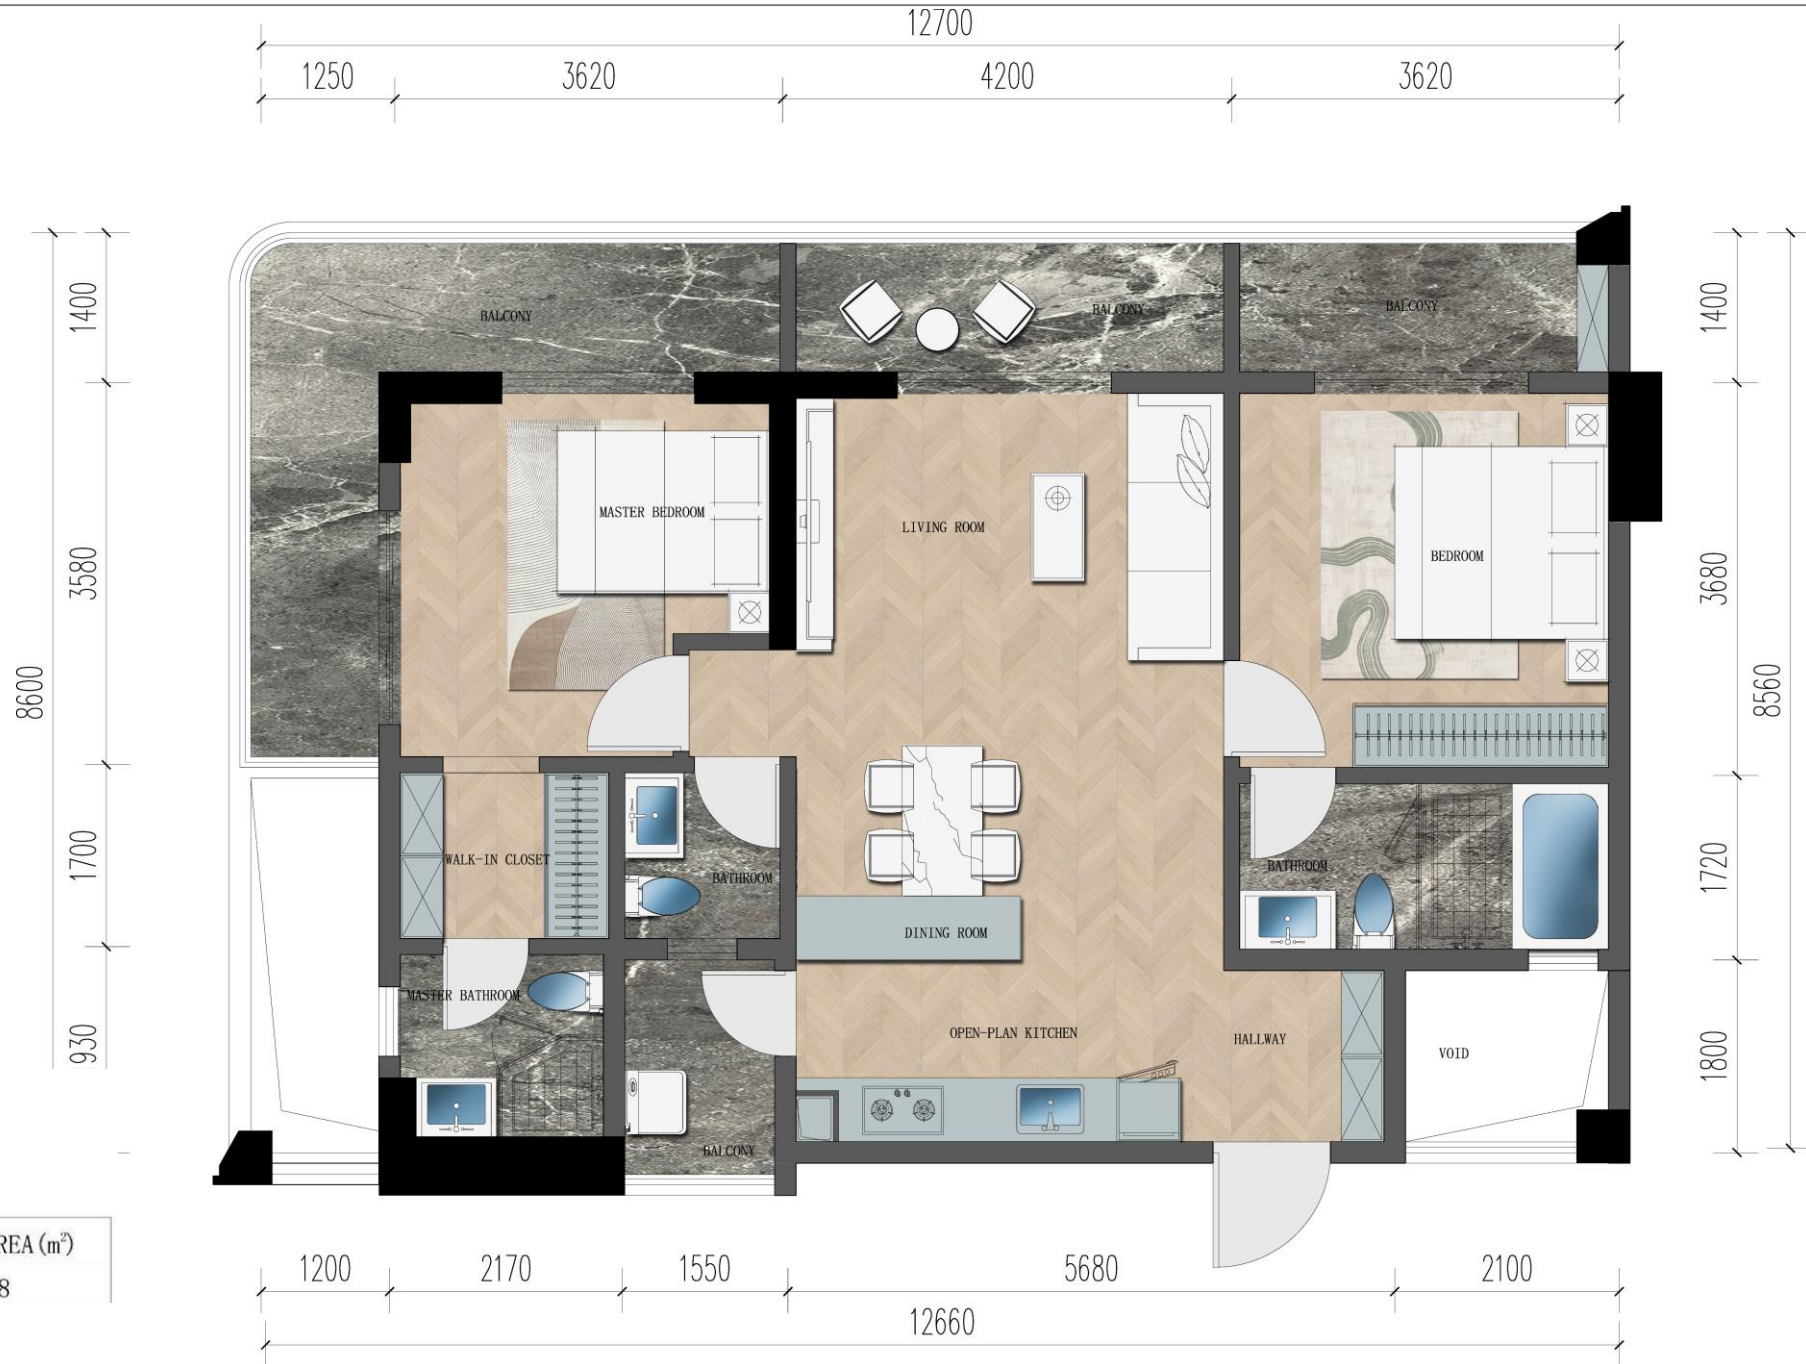 12700
1250 3620 4200 3620
1400
3580
8600
1700
930
1400
3680
8560
1720
1800
BALCONY
BALCONY
BALCONY
MASTER BEDROOM
LIVING ROOM
BEDROOM
WALK-IN CLOSET
BATHROOM
BATHROOM
DINING ROOM
MASTER BATHROOM
OPEN-PLAN KITCHEN
HALLWAY
VOID
BALCONY
REA(m²)
8
1200 2170 1550 5680 2100
12660